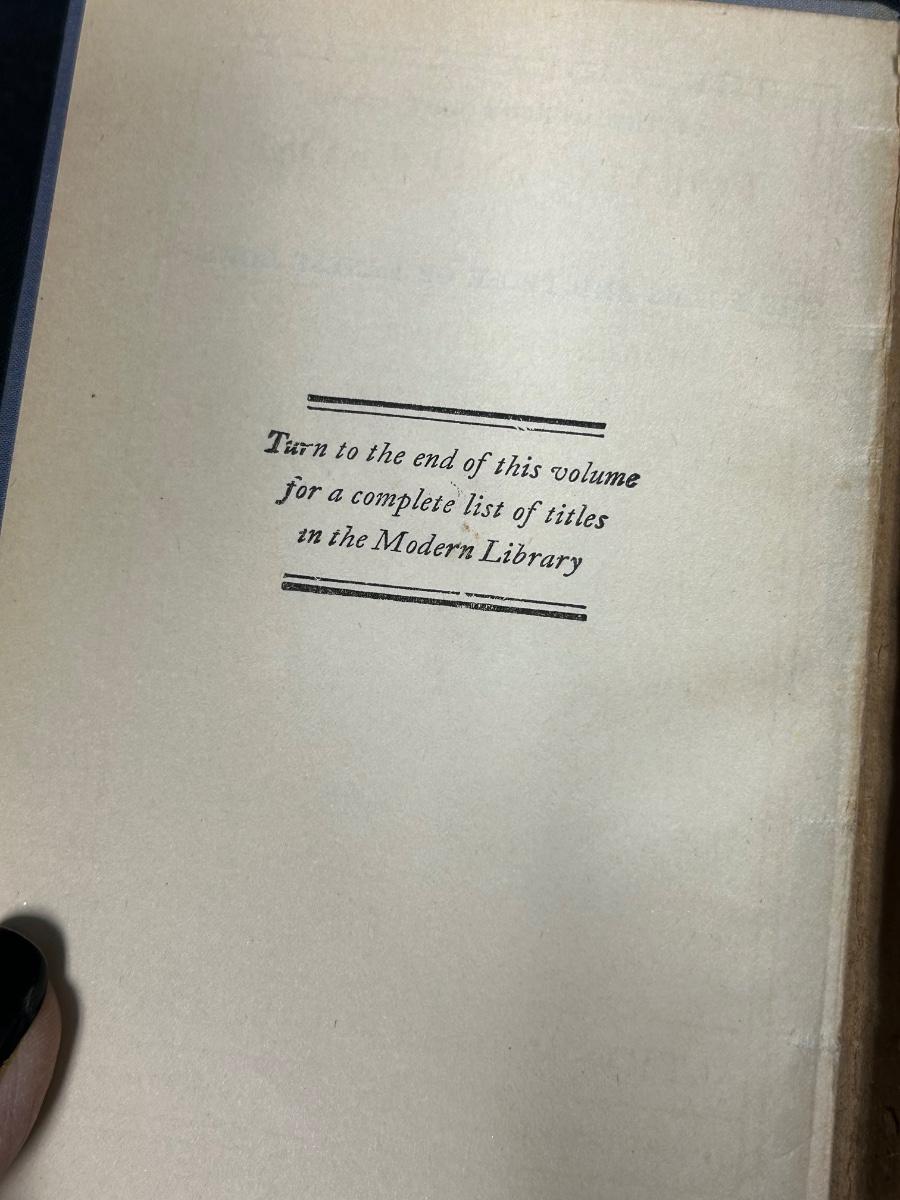 Turn to the end of this volume
for a complete list of titles
in the Modern Library